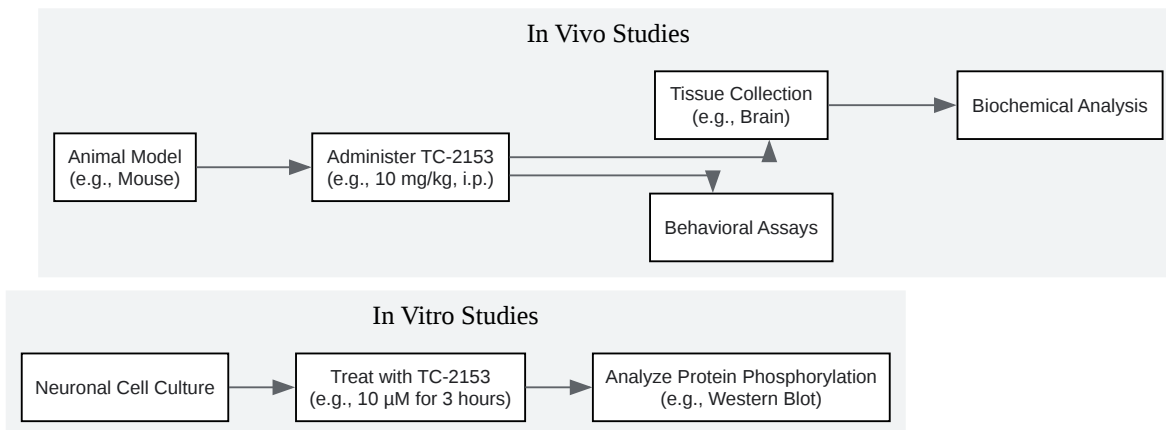 In Vivo Studies
Animal Model
(e.g., Mouse)
Administer TC-2153
(e.g., 10 mg/kg, i.p.)
Tissue Collection
(e.g., Brain)
Biochemical Analysis
Behavioral Assays
In Vitro Studies
Neuronal Cell Culture
Treat with TC-2153
(e.g., 10 µM for 3 hours)
Analyze Protein Phosphorylation
(e.g., Western Blot)